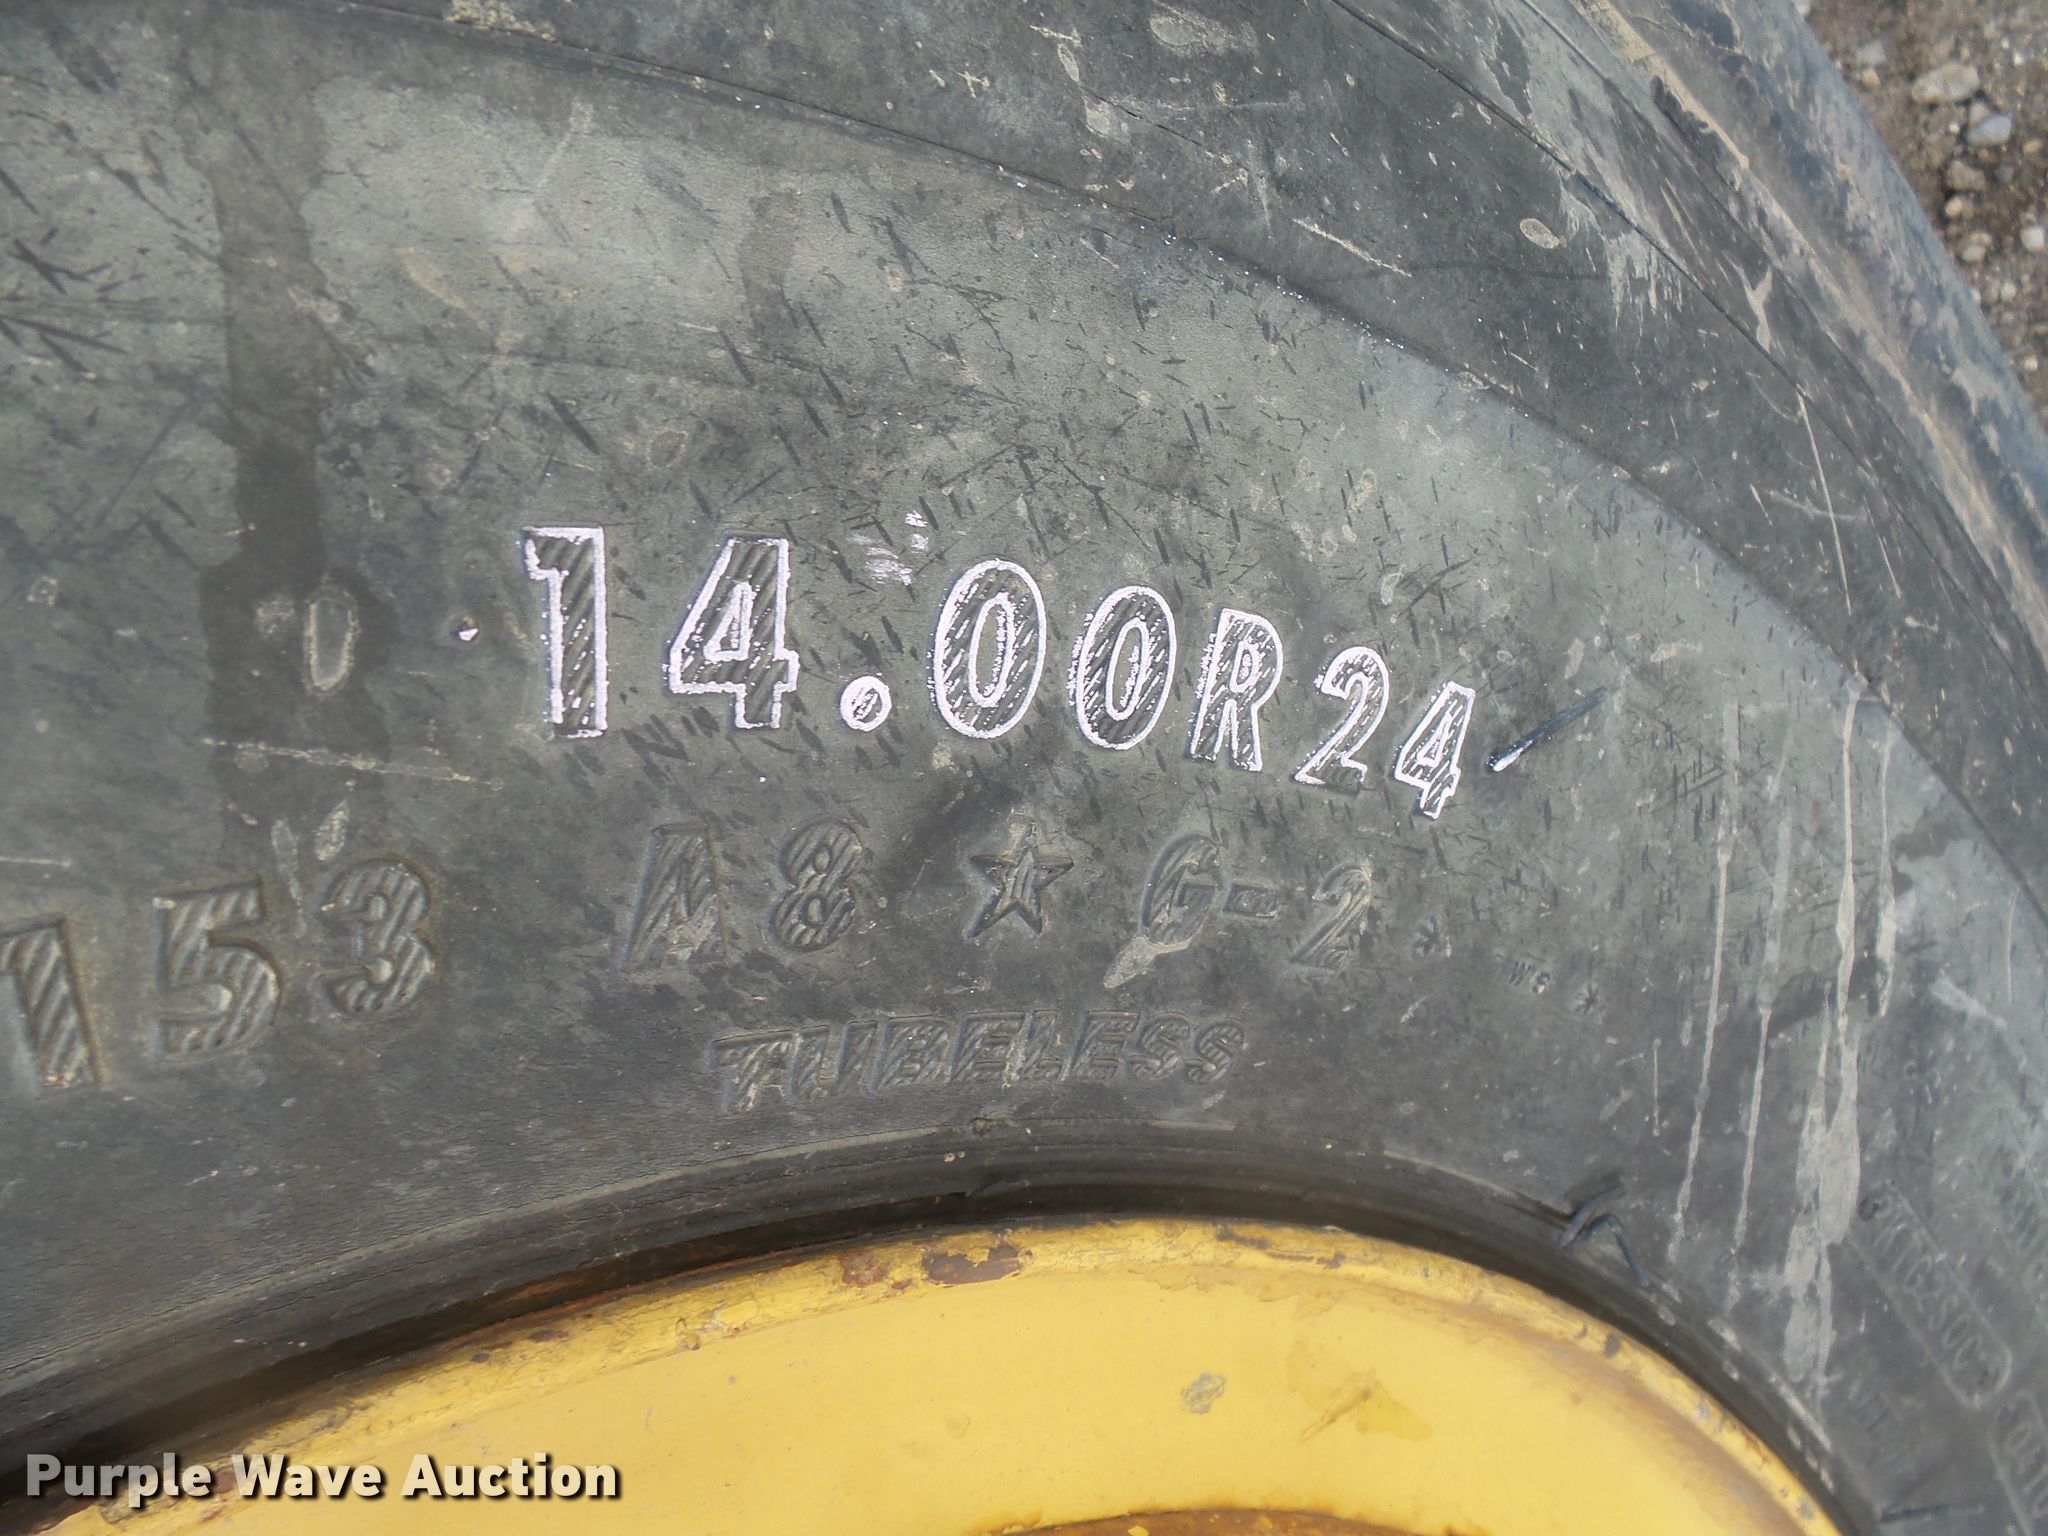 14.00R24
153 A8 ★ G-2
TUBELESS
Purple Wave Auction